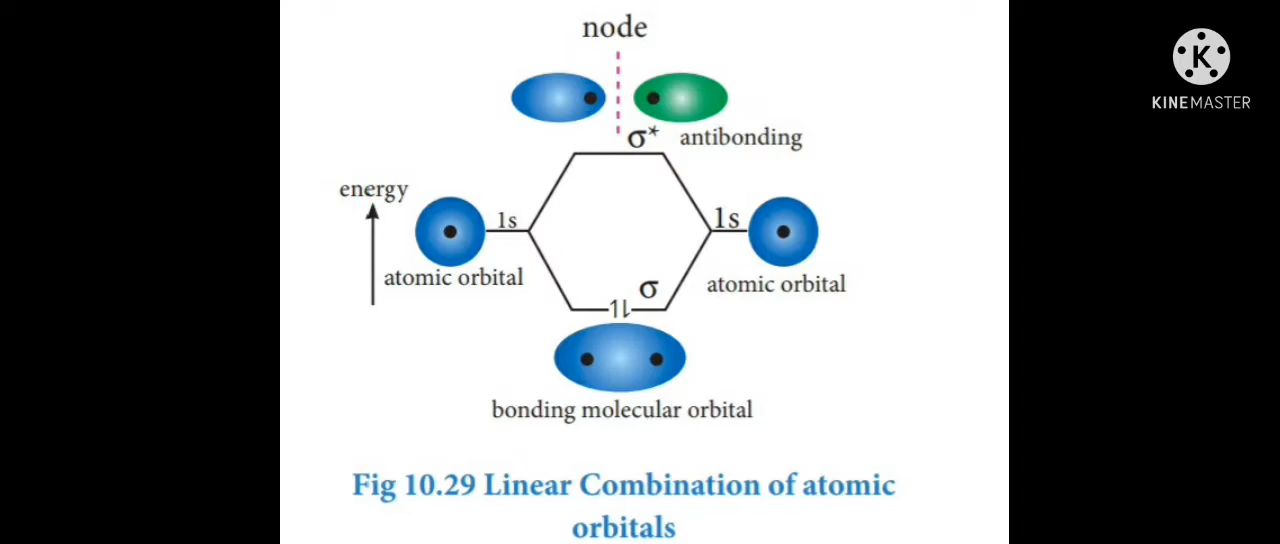 node
K
KINEMASTER
σ* antibonding
energy
1s
1s
atomic orbital
σ
atomic orbital
1l
bonding molecular orbital
Fig 10.29 Linear Combination of atomic
orbitals